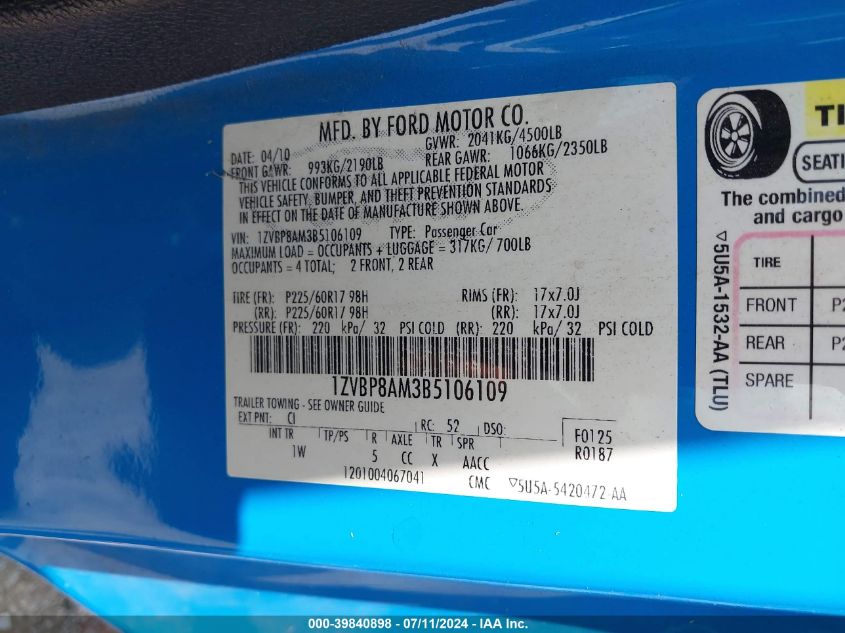 MFD. BY FORD MOTOR CO.
DATE: 04/10
GVWR: 2041KG/4500LB
FRONT GAWR: 993KG/2190LB
REAR GAWR: 1066KG/2350LB
THIS VEHICLE CONFORMS TO ALL APPLICABLE FEDERAL MOTOR
VEHICLE SAFETY, BUMPER, AND THEFT PREVENTION STANDARDS
IN EFFECT ON THE DATE OF MANUFACTURE SHOWN ABOVE.
VIN: 1ZVBP8AM3B5106109 TYPE: Passenger Car
MAXIMUM LOAD = OCCUPANTS + LUGGAGE = 317KG/ 700LB
OCCUPANTS = 4 TOTAL; 2 FRONT, 2 REAR
TIRE (FR): P225/60R17 98H RIMS (FR): 17x7.0J
(RR): P225/60R17 98H (RR): 17x7.0J
PRESSURE (FR): 220 kPa/ 32 PSI COLD (RR): 220 kPa/ 32 PSI COLD
1ZVBP8AM3B5106109
TRAILER TOWING - SEE OWNER GUIDE
EXT PNT: CI RC: 52 DSO:
INT TR TP/PS R AXLE TR SPR
1W 5 CC X AACC
F0125
R0187
1201004067041 CMC ▽5U5A-5420472 AA
TI
SEATI
The combined
and cargo
TIRE
FRONT P2
REAR P2
SPARE
▽5U5A-1532-AA (TLU)
000-39840898 - 07/11/2024 - IAA Inc.